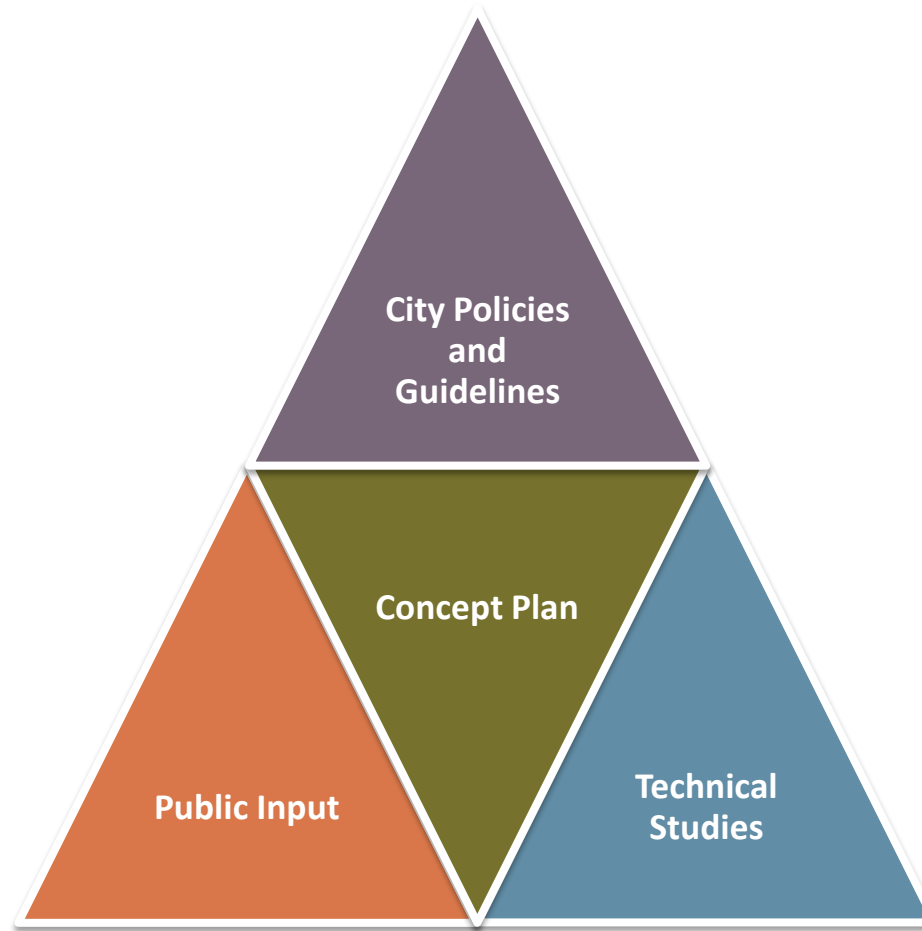 City Policies
and
Guidelines
Concept Plan
Public Input
Technical
Studies